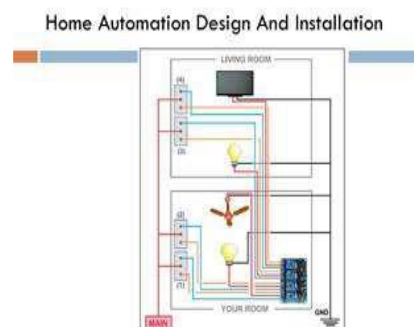 Home Automation Design And Installation
LIVING ROOM
(4)
(3)
(2)
(1)
YOUR ROOM
GND
MAIN